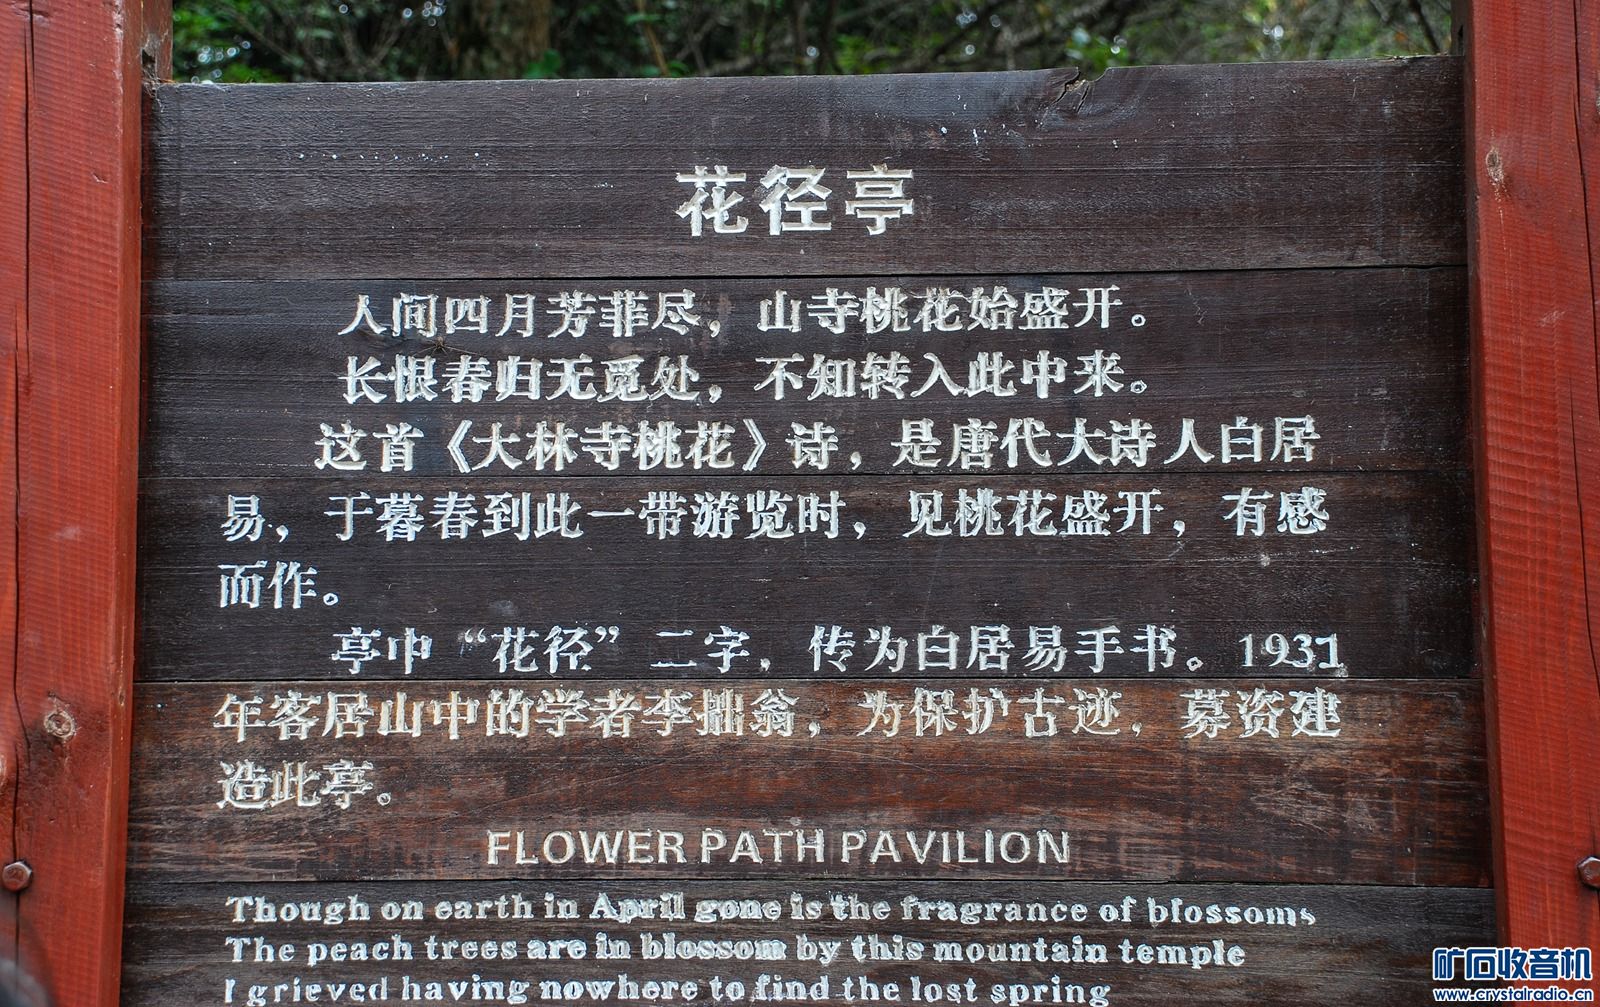 花径亭
人间四月芳菲尽，山寺桃花始盛开。
长恨春归无觅处，不知转入此中来。
这首《大林寺桃花》诗，是唐代大诗人白居
易，于暮春到此一带游览时，见桃花盛开，有感
而作。
亭中“花径”二字，传为白居易手书。1931
年客居山中的学者李拙翁，为保护古迹，募资建
造此亭。
FLOWER PATH PAVILION
Though on earth in April gone is the fragrance of blossoms
The peach trees are in blossom by this mountain temple
I grieved having nowhere to find the lost spring
矿石收音机
www.crystalradio.cn